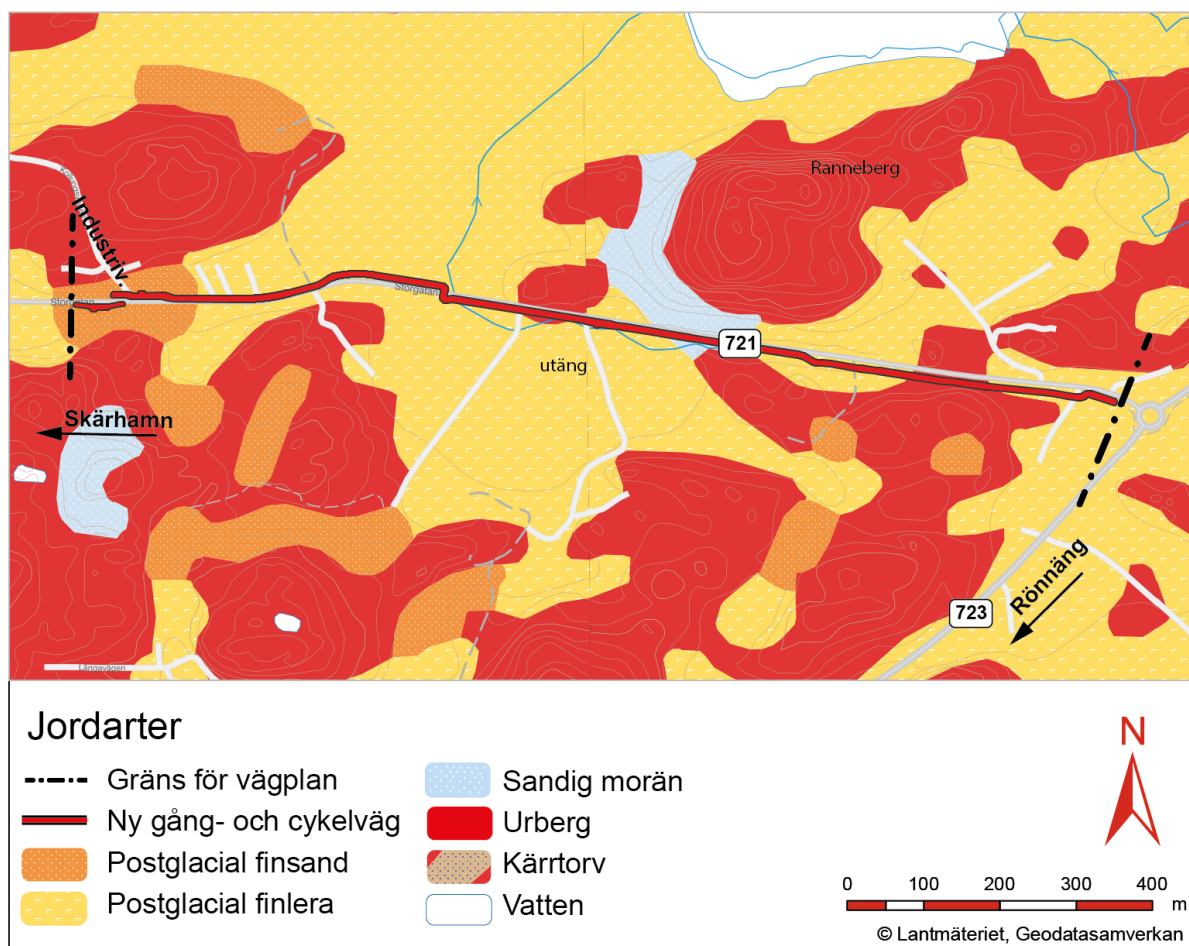 Ranneberg
Industriv.
Storgatan
Storgatan
721
utäng
Skärhamn
Rönnäng
723
Långavägen
Jordarter
Gräns för vägplan
Ny gång- och cykelväg
Postglacial finsand
Postglacial finlera
Sandig morän
Urberg
Kärrtorv
Vatten
N
0 100 200 300 400
m
© Lantmäteriet, Geodatasamverkan